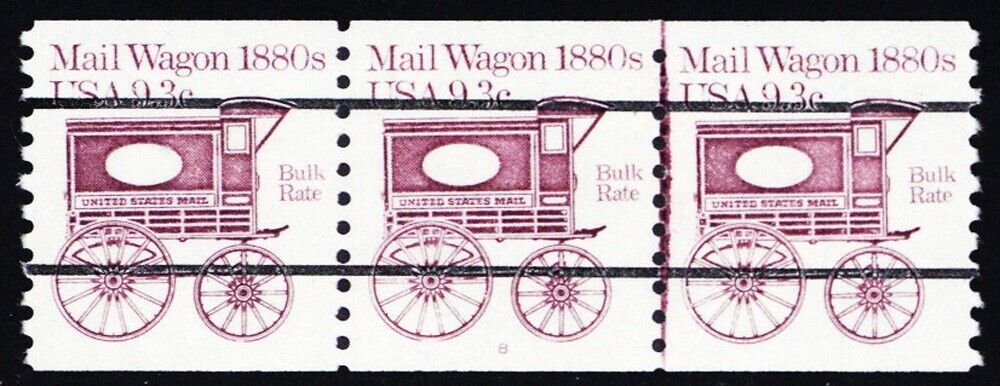 Mail Wagon 1880s
USA 9.3c
Bulk
Rate
UNITED STATES MAIL
Mail Wagon 1880s
USA 9.3c
Bulk
Rate
UNITED STATES MAIL
8
Mail Wagon 1880s
USA 9.3c
Bulk
Rate
UNITED STATES MAIL